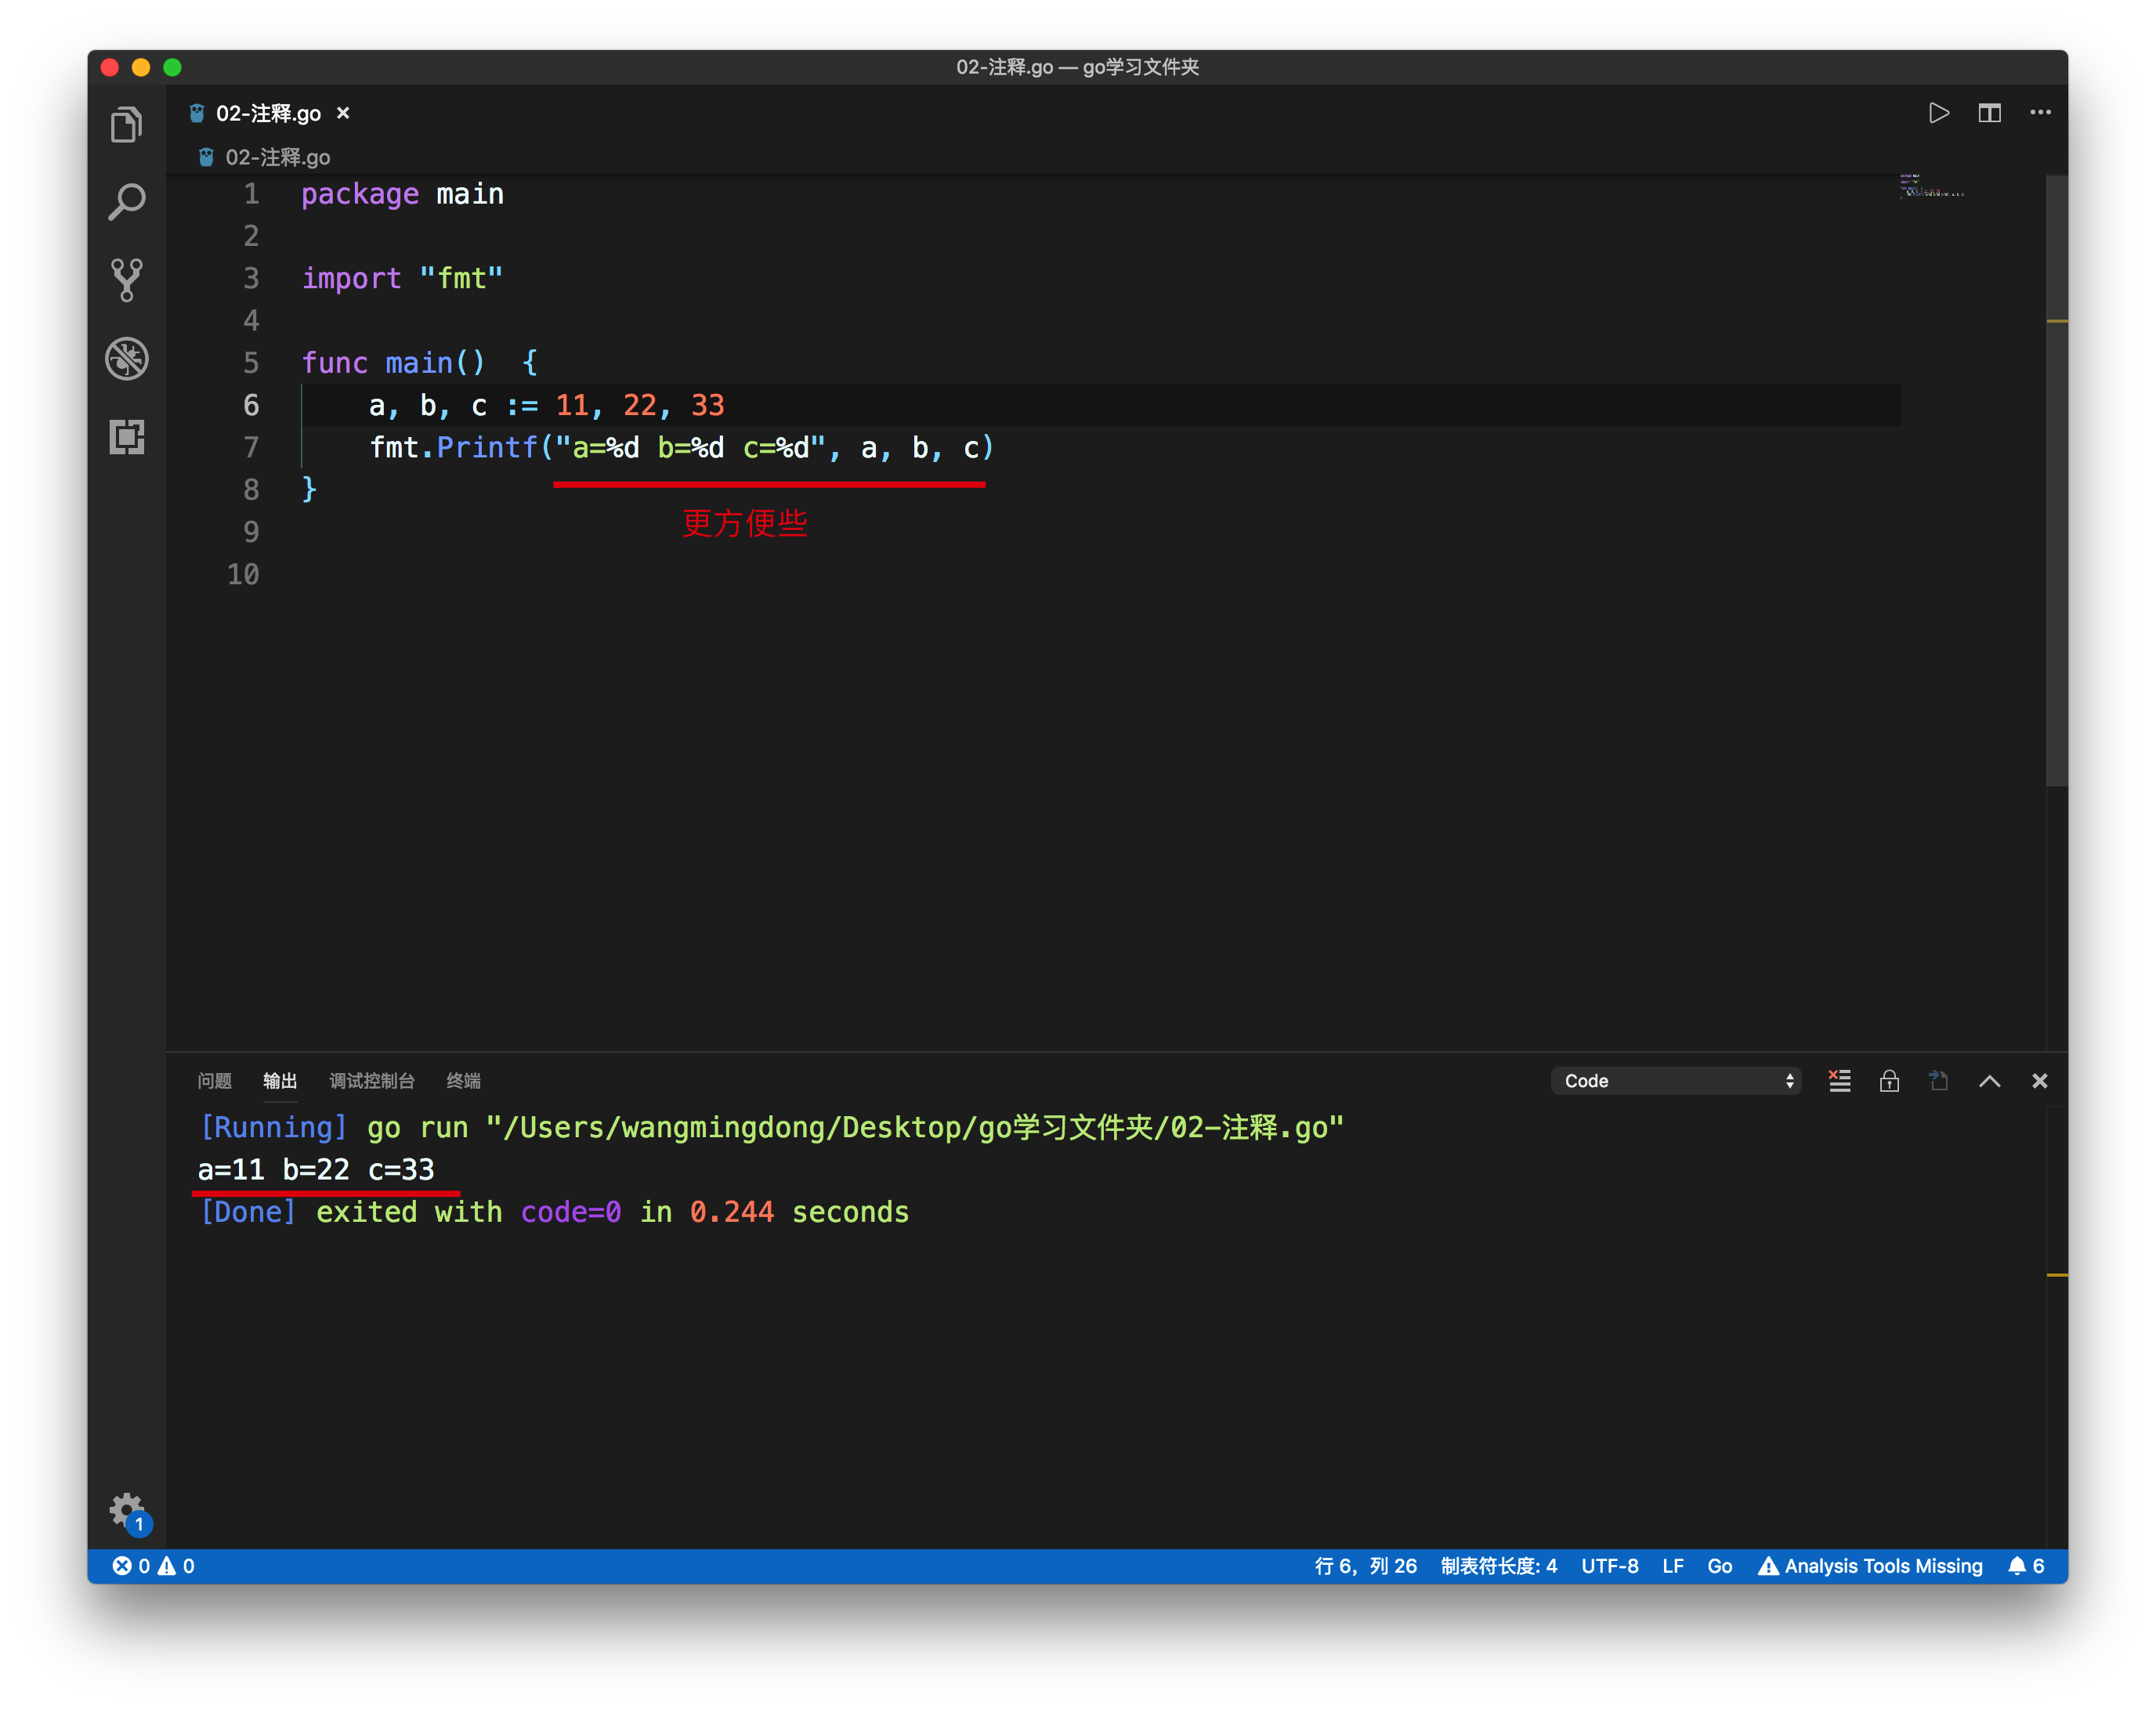 02-注释.go — go学习文件夹
02-注释.go ×
02-注释.go
1 package main
2
3 import "fmt"
4
5 func main()  {
6     a, b, c := 11, 22, 33
7     fmt.Printf("a=%d b=%d c=%d", a, b, c)
8 }
更方便些
9
10
问题 输出 调试控制台 终端 Code
[Running] go run "/Users/wangmingdong/Desktop/go学习文件夹/02-注释.go"
a=11 b=22 c=33
[Done] exited with code=0 in 0.244 seconds
1
0 0 行 6，列 26 制表符长度: 4 UTF-8 LF Go Analysis Tools Missing 6